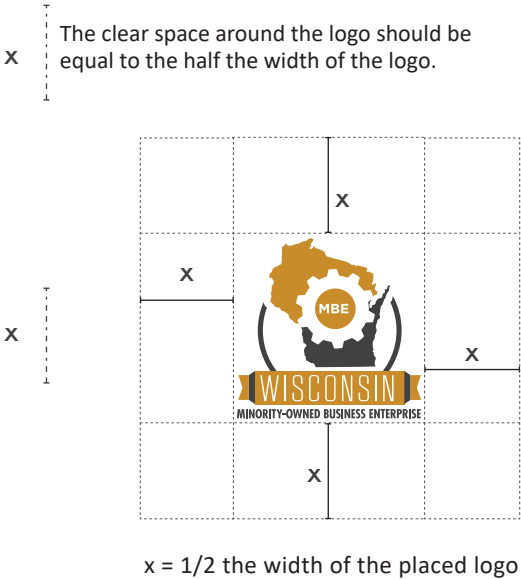 The clear space around the logo should be
x
equal to the half the width of the logo.
x
x
MBE
x
x
WISCONSIN
MINORITY-OWNED BUSINESS ENTERPRISE
x
x = 1/2 the width of the placed logo